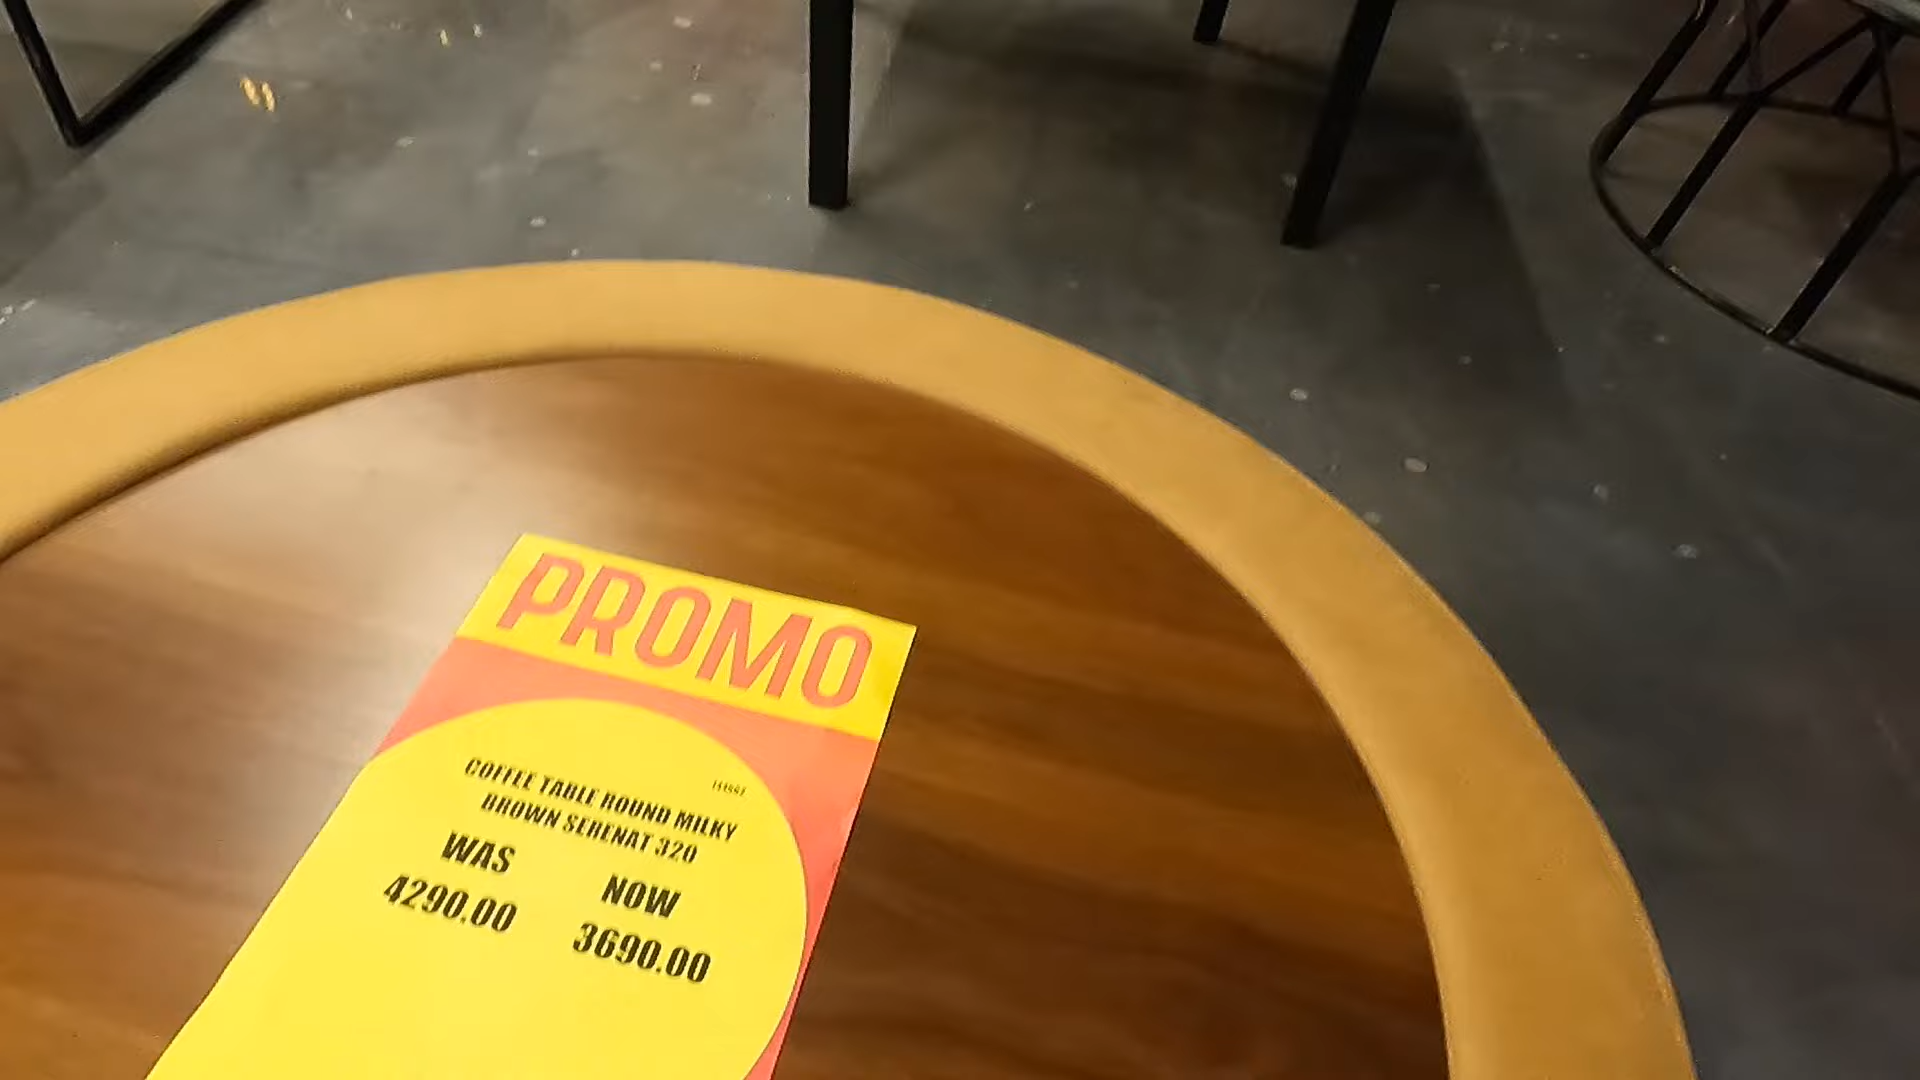 PROMO
COFFEE TABLE ROUND MILKY
BROWN SERENAT 320
WAS
NOW
4290.00
3690.00